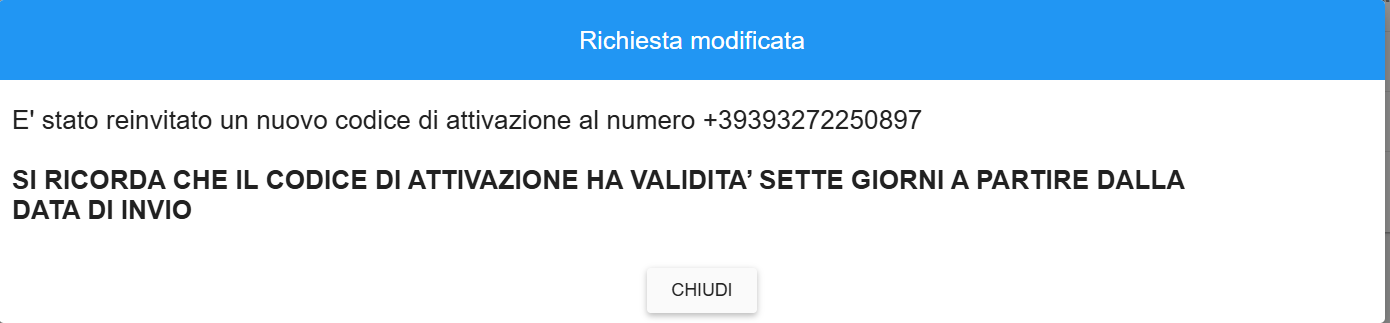 Richiesta modificata
E' stato reinvitato un nuovo codice di attivazione al numero +39393272250897
SI RICORDA CHE IL CODICE DI ATTIVAZIONE HA VALIDITA’ SETTE GIORNI A PARTIRE DALLA
DATA DI INVIO
CHIUDI